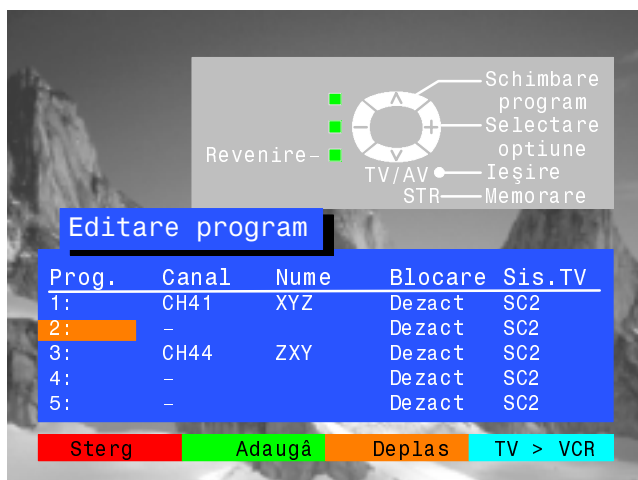 Schimbare
program
Selectare
optiune
Revenire
TV/AV Ieşire
STR Memorare
Editare program
Prog. Canal Nume Blocare Sis.TV
1: CH41 XYZ Dezact SC2
2: – Dezact SC2
3: CH44 ZXY Dezact SC2
4: – Dezact SC2
5: – Dezact SC2
Sterg Adaugâ Deplas TV > VCR